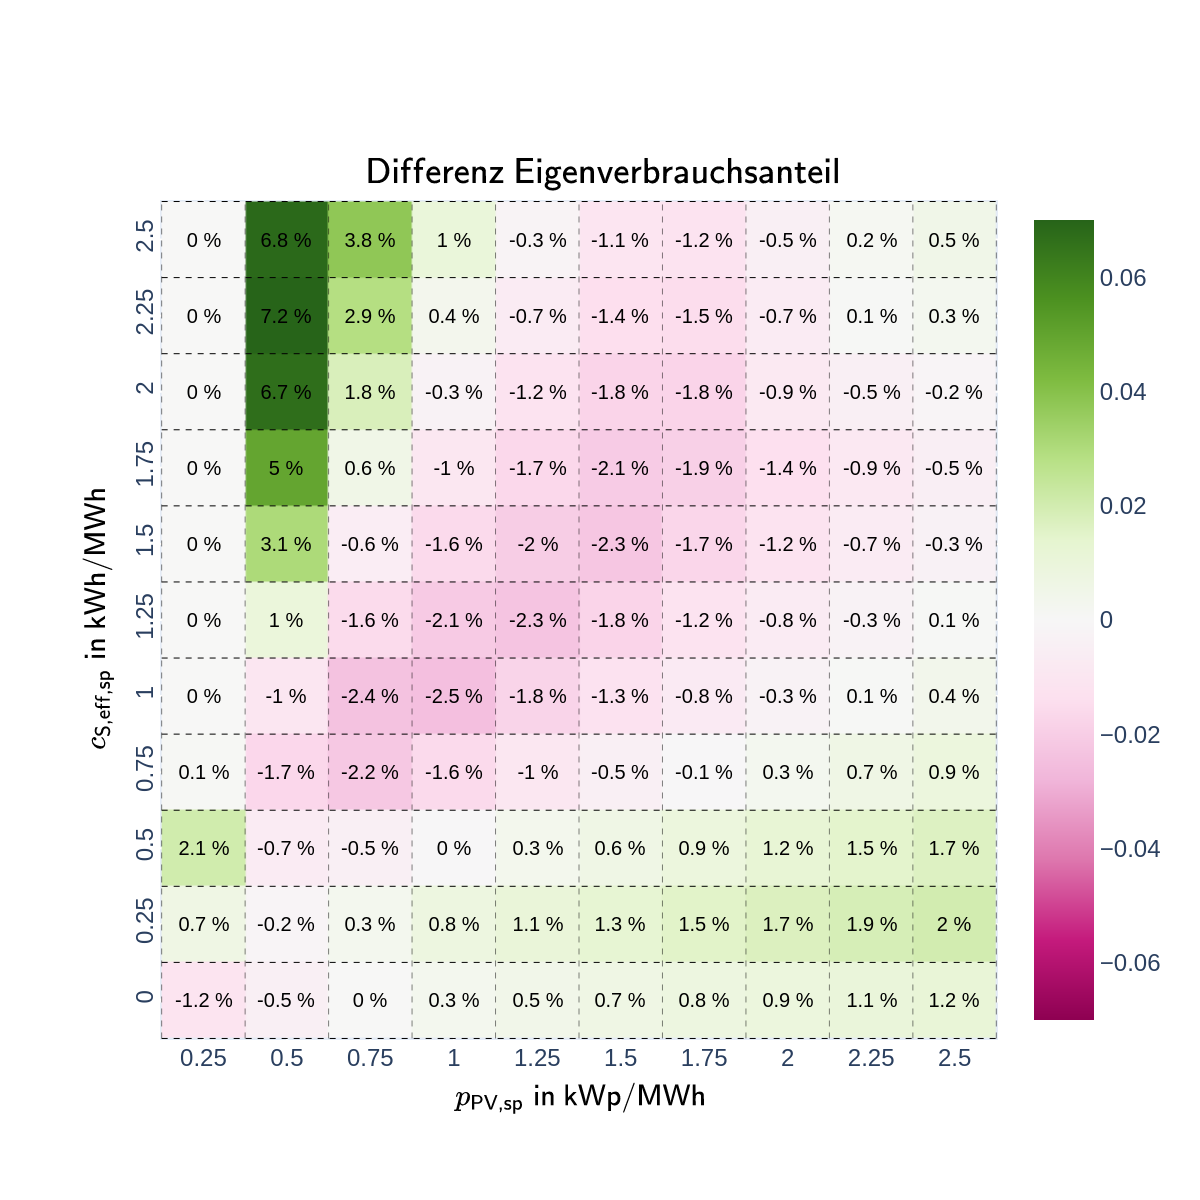 Differenz Eigenverbrauchsanteil
2.5 0 % 6.8 % 3.8 % 1 % -0.3 % -1.1 % -1.2 % -0.5 % 0.2 % 0.5 %
2.25 0 % 7.2 % 2.9 % 0.4 % -0.7 % -1.4 % -1.5 % -0.7 % 0.1 % 0.3 %
2 0 % 6.7 % 1.8 % -0.3 % -1.2 % -1.8 % -1.8 % -0.9 % -0.5 % -0.2 %
1.75 0 % 5 % 0.6 % -1 % -1.7 % -2.1 % -1.9 % -1.4 % -0.9 % -0.5 %
1.5 0 % 3.1 % -0.6 % -1.6 % -2 % -2.3 % -1.7 % -1.2 % -0.7 % -0.3 %
1.25 0 % 1 % -1.6 % -2.1 % -2.3 % -1.8 % -1.2 % -0.8 % -0.3 % 0.1 %
1 0 % -1 % -2.4 % -2.5 % -1.8 % -1.3 % -0.8 % -0.3 % 0.1 % 0.4 %
0.75 0.1 % -1.7 % -2.2 % -1.6 % -1 % -0.5 % -0.1 % 0.3 % 0.7 % 0.9 %
0.5 2.1 % -0.7 % -0.5 % 0 % 0.3 % 0.6 % 0.9 % 1.2 % 1.5 % 1.7 %
0.25 0.7 % -0.2 % 0.3 % 0.8 % 1.1 % 1.3 % 1.5 % 1.7 % 1.9 % 2 %
0 -1.2 % -0.5 % 0 % 0.3 % 0.5 % 0.7 % 0.8 % 0.9 % 1.1 % 1.2 %
0.25 0.5 0.75 1 1.25 1.5 1.75 2 2.25 2.5
p PV,sp in kWp/MWh
c S,eff,sp in kWh/MWh
0.06
0.04
0.02
0
−0.02
−0.04
−0.06